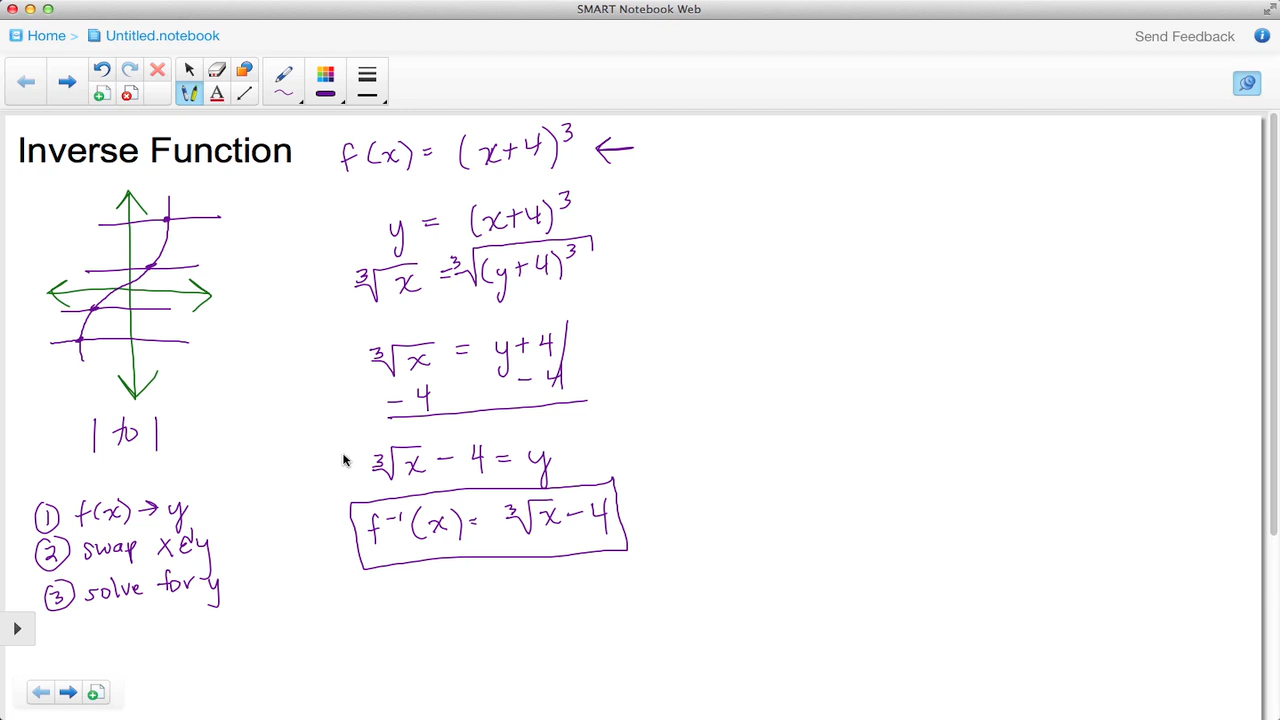 SMART Notebook Web
Home > Untitled.notebook
Send Feedback
Inverse Function
f(x) = (x+4)³ ←
y = (x+4)³
∛x = ∛(y+4)³
∛x = y+4
-4 -4
∛x - 4 = y
f⁻¹(x) = ∛x - 4
1 to 1
① f(x) → y
② swap x & y
③ solve for y